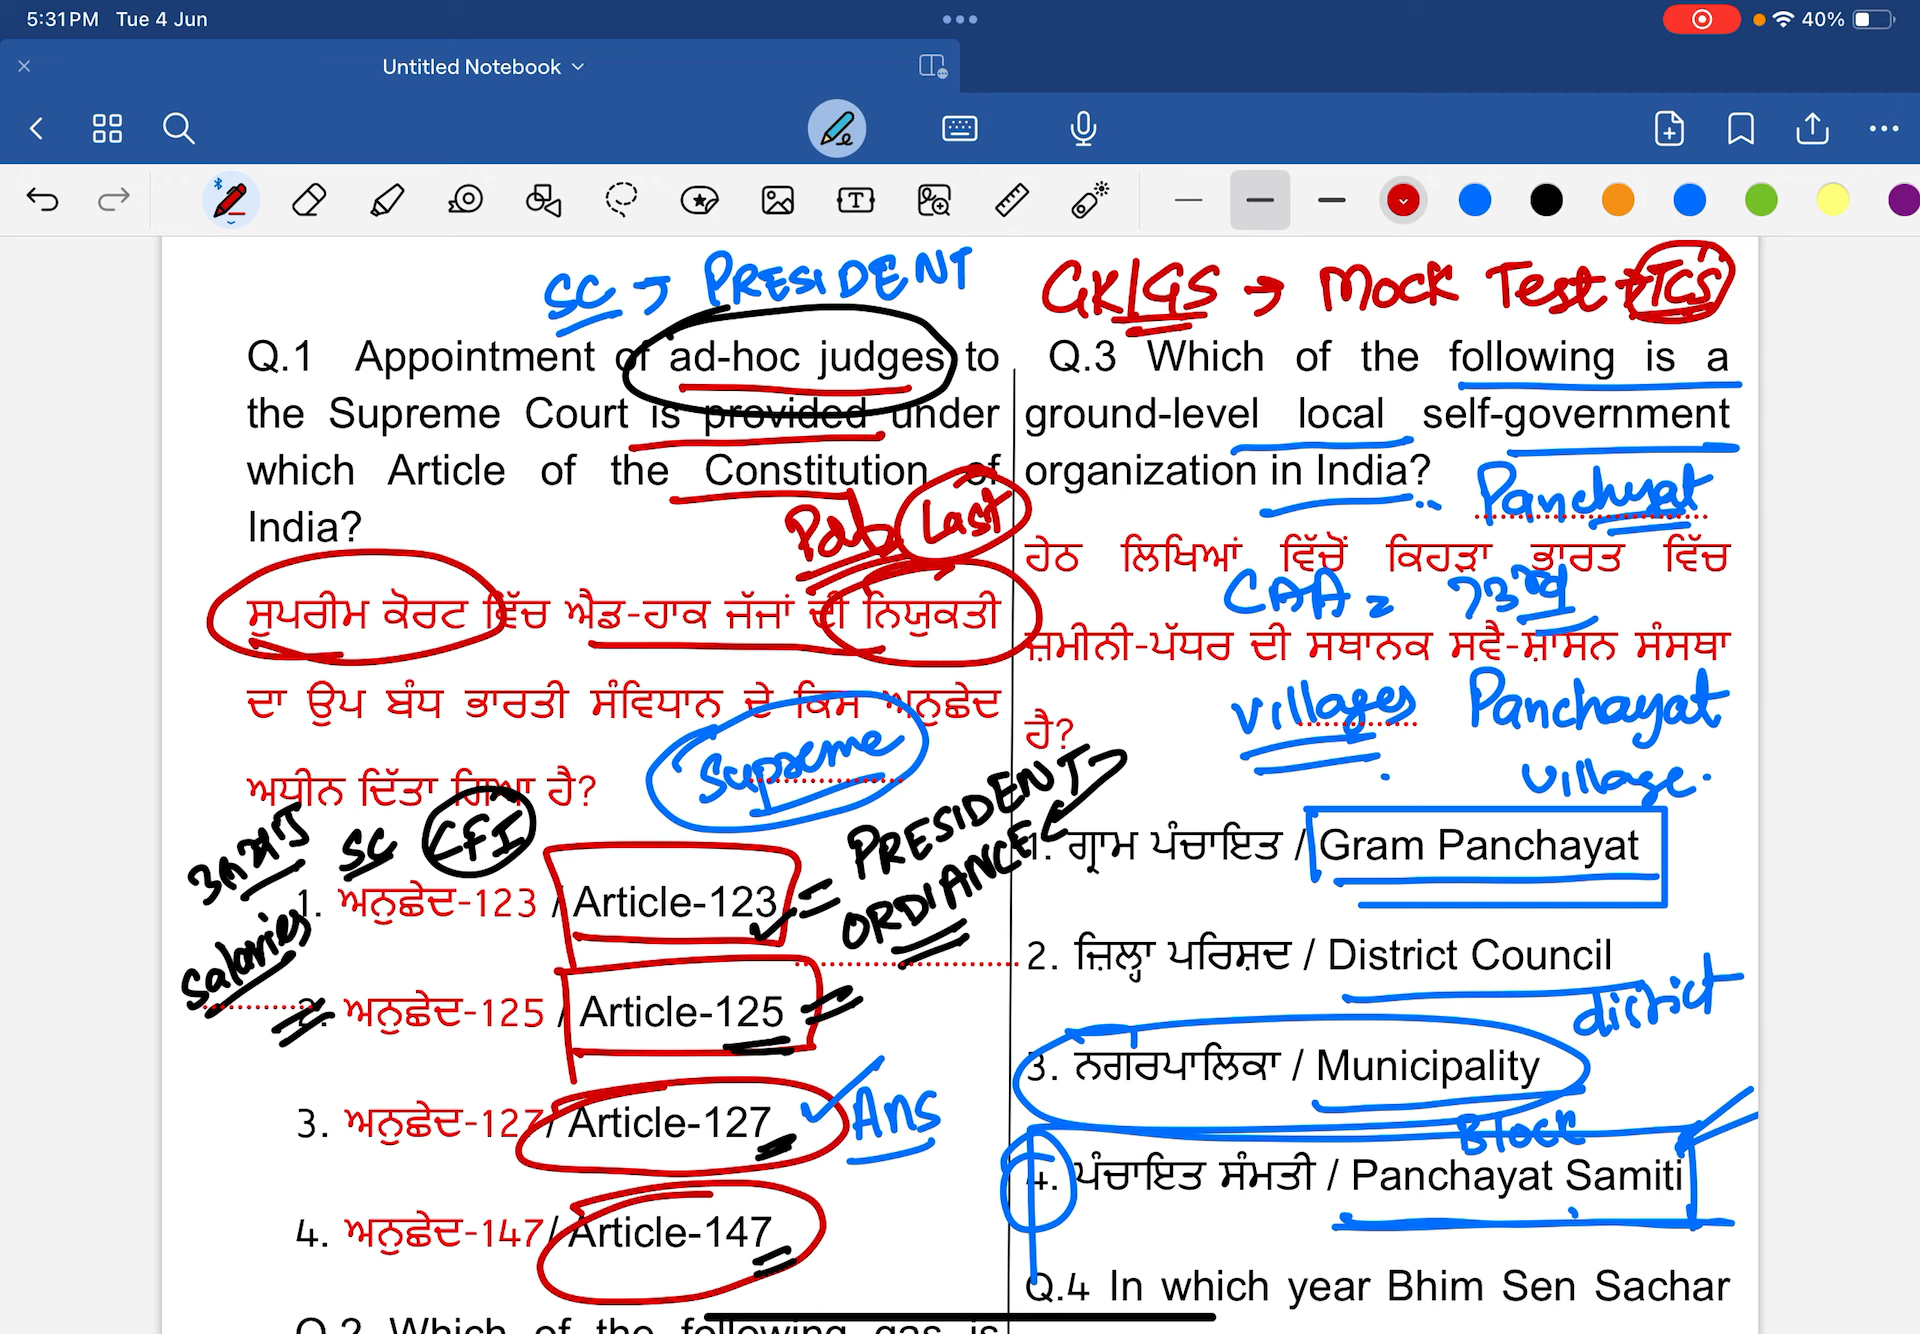 5:31PM Tue 4 Jun
40%
Untitled Notebook
SC → PRESIDENT
GK/GS → Mock Test → TCS
Q.1 Appointment of ad-hoc judges to
the Supreme Court is provided under
which Article of the Constitution of
India?
Last
ਸੁਪਰੀਮ ਕੋਰਟ ਵਿੱਚ ਐਡ-ਹਾਕ ਜੱਜਾਂ ਦੀ ਨਿਯੁਕਤੀ
ਦਾ ਉਪ ਬੰਧ ਭਾਰਤੀ ਸੰਵਿਧਾਨ ਦੇ ਕਿਸ ਅਨੁਛੇਦ
Supreme
ਅਧੀਨ ਦਿੱਤਾ ਗਿਆ ਹੈ?
SC CFI
PRESIDENT
ORDIANCE
Salaries
1. ਅਨੁਛੇਦ-123 / Article-123
2. ਅਨੁਛੇਦ-125 / Article-125
3. ਅਨੁਛੇਦ-127/ Article-127
Ans
4. ਅਨੁਛੇਦ-147/ Article-147
Q.2 Which of the following gas is
Q.3 Which of the following is a
ground-level local self-government
organization in India?
Panchyat
ਹੇਠ ਲਿਖਿਆਂ ਵਿੱਚੋਂ ਕਿਹੜਾ ਭਾਰਤ ਵਿੱਚ
CAA = 73
ਜ਼ਮੀਨੀ-ਪੱਧਰ ਦੀ ਸਥਾਨਕ ਸਵੈ-ਸ਼ਾਸਨ ਸੰਸਥਾ
villages Panchayat
ਹੈ?
village.
1. ਗ੍ਰਾਮ ਪੰਚਾਇਤ / Gram Panchayat
2. ਜ਼ਿਲ੍ਹਾ ਪਰਿਸ਼ਦ / District Council
district
3. ਨਗਰਪਾਲਿਕਾ / Municipality
Block
4. ਪੰਚਾਇਤ ਸੰਮਤੀ / Panchayat Samiti
Q.4 In which year Bhim Sen Sachar